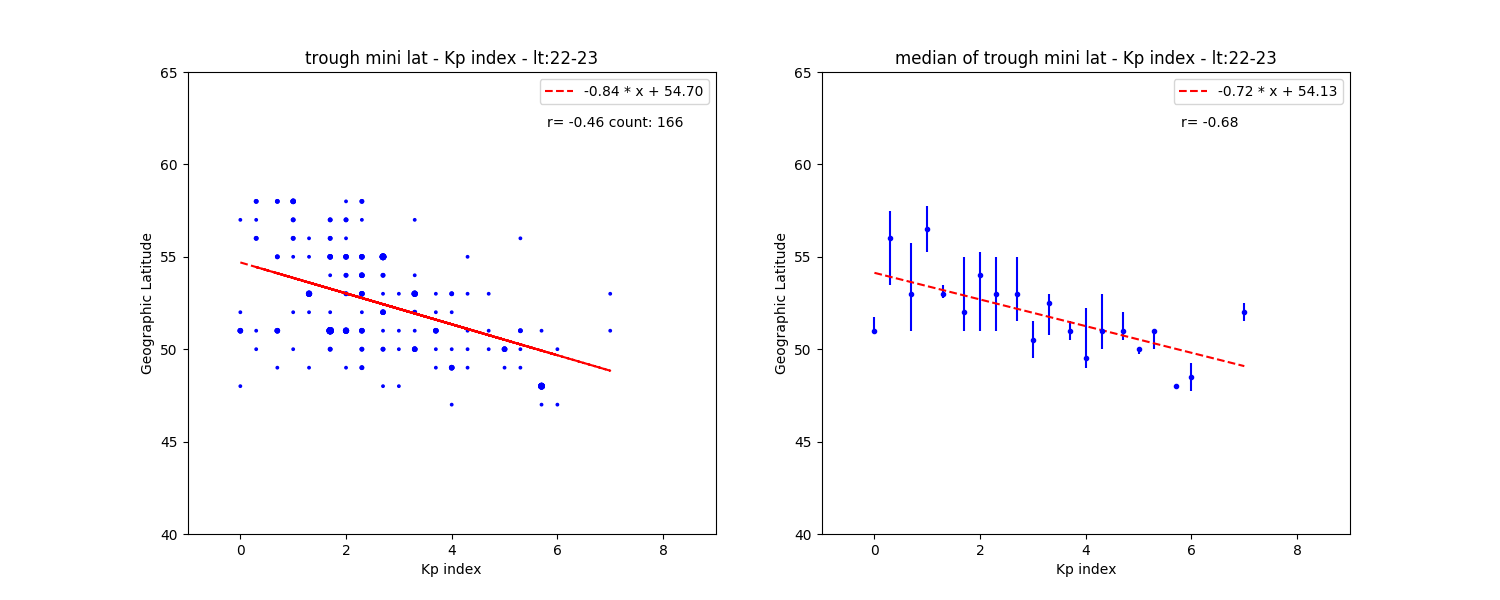 trough mini lat - Kp index - lt:22-23
65
60
55
50
45
40
Geographic Latitude
-0.84 * x + 54.70
r= -0.46 count: 166
0 2 4 6 8
Kp index
median of trough mini lat - Kp index - lt:22-23
65
60
55
50
45
40
Geographic Latitude
-0.72 * x + 54.13
r= -0.68
0 2 4 6 8
Kp index